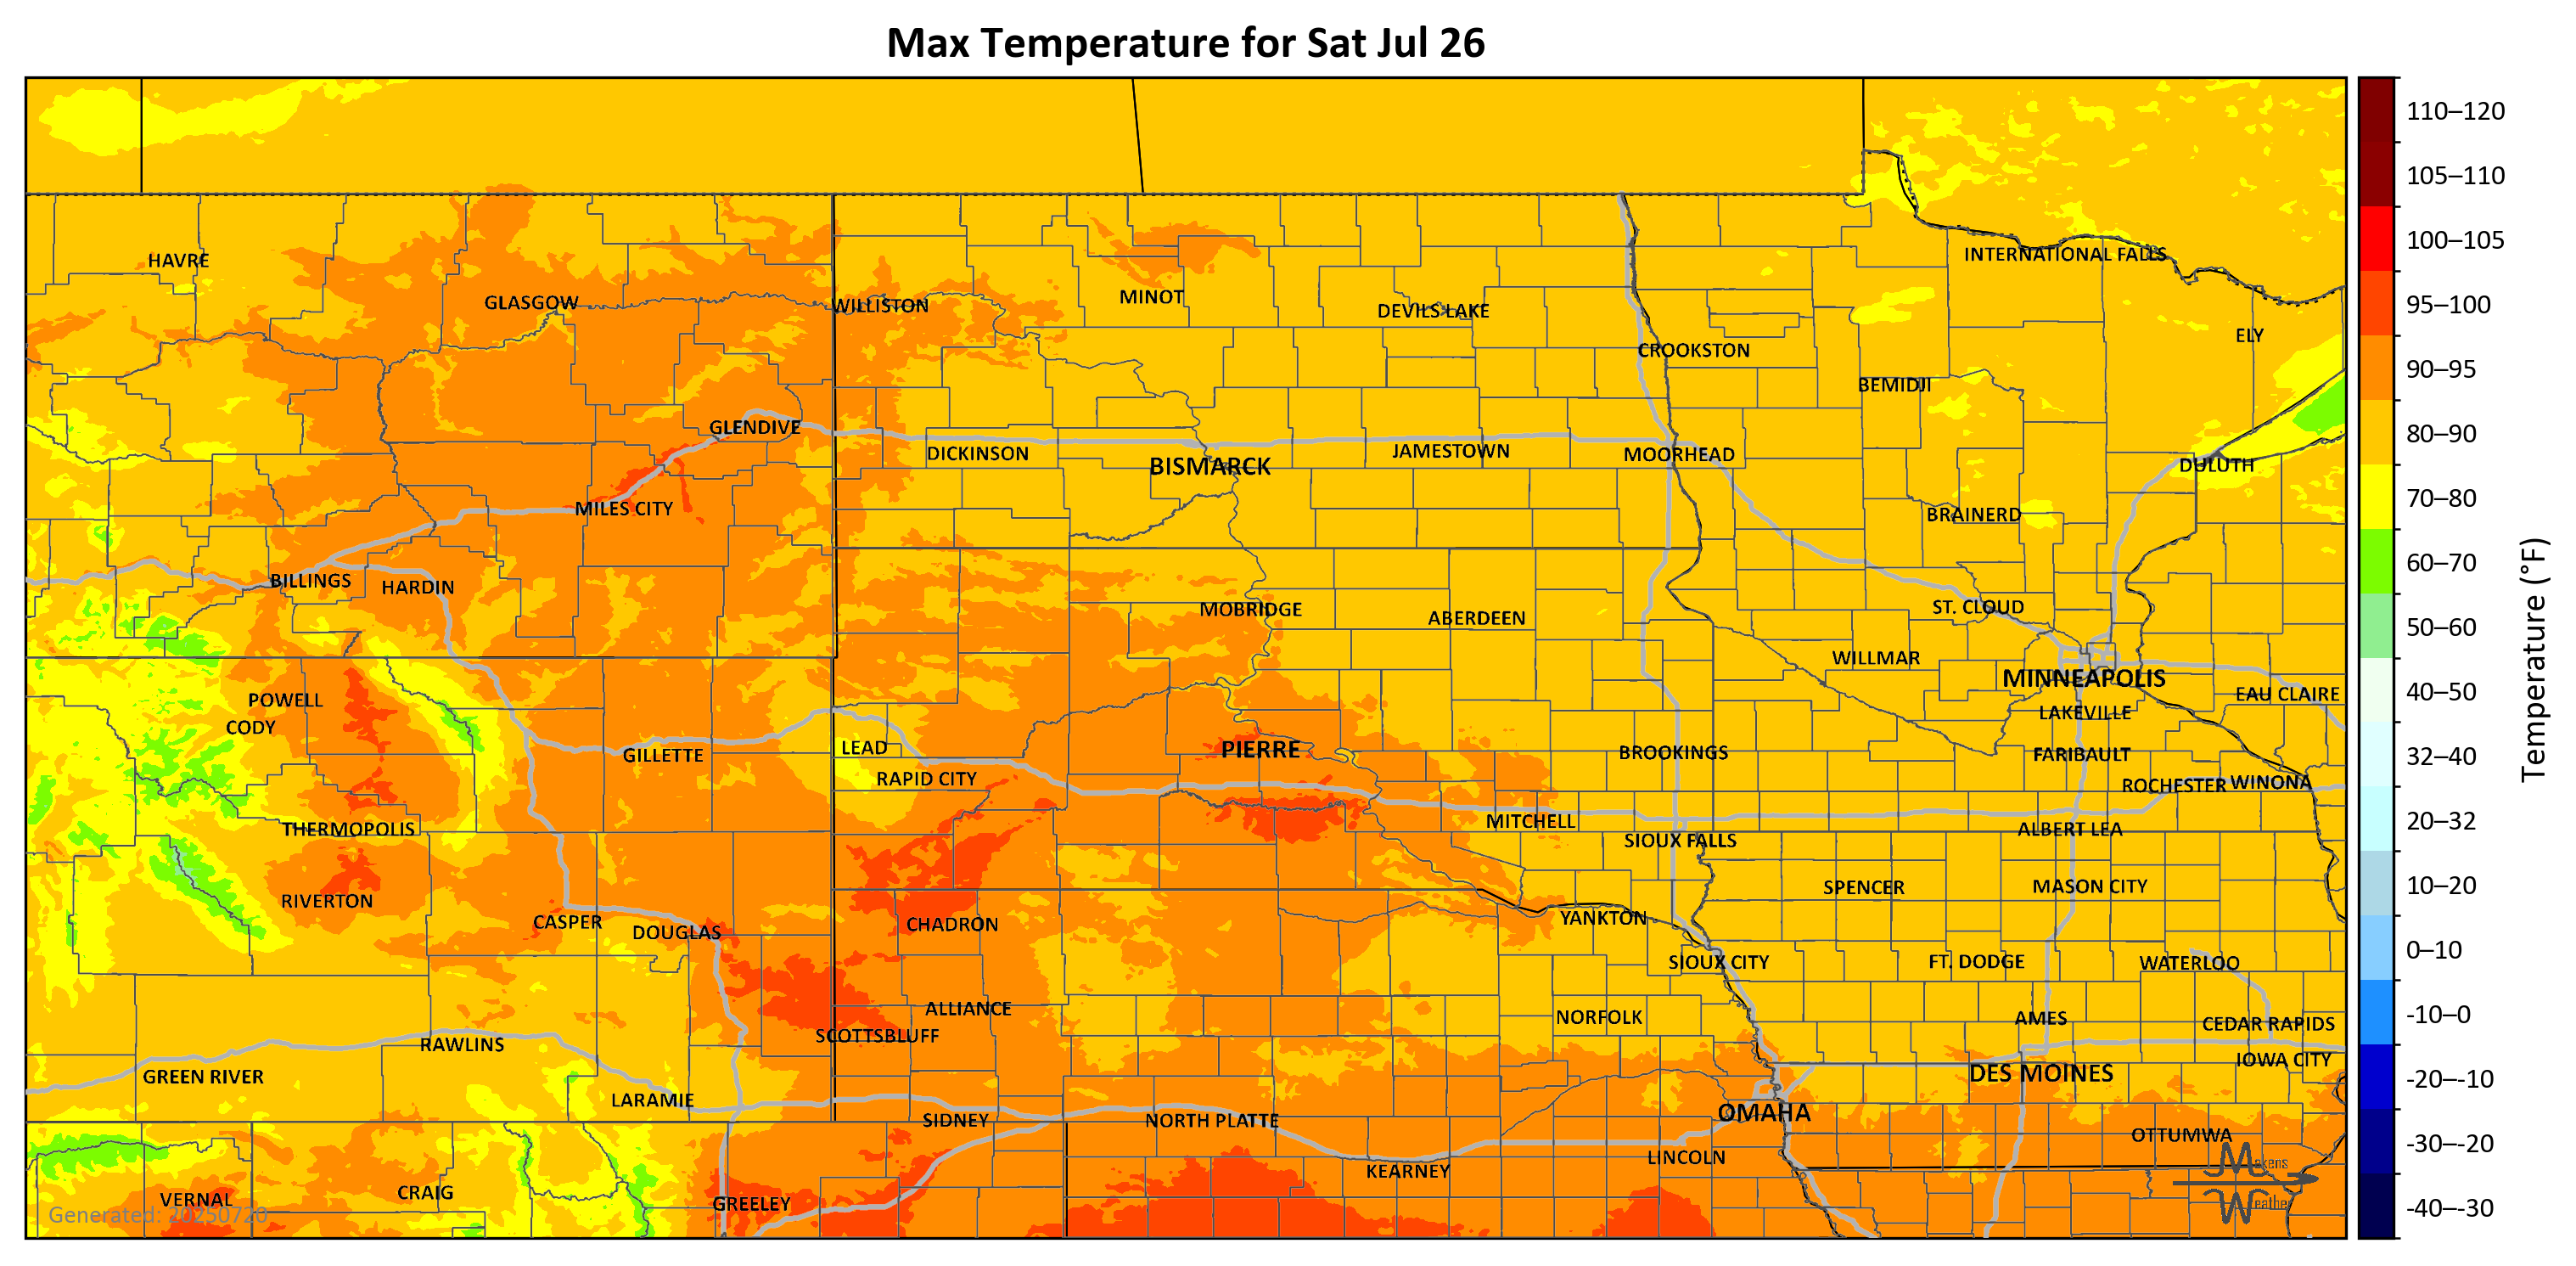 Max Temperature for Sat Jul 26
110–120
105–110
100–105
95–100
90–95
80–90
70–80
60–70
50–60
40–50
32–40
20–32
10–20
0–10
-10–0
-20–-10
-30–-20
-40–-30
Temperature (°F)
HAVRE
INTERNATIONAL FALLS
GLASGOW
WILLISTON
MINOT
DEVILS LAKE
ELY
CROOKSTON
BEMIDJI
GLENDIVE
DICKINSON
BISMARCK
JAMESTOWN
MOORHEAD
DULUTH
MILES CITY
BRAINERD
BILLINGS
HARDIN
MOBRIDGE
ABERDEEN
ST. CLOUD
WILLMAR
MINNEAPOLIS
POWELL
EAU CLAIRE
CODY
LAKEVILLE
GILLETTE
LEAD
PIERRE
BROOKINGS
FARIBAULT
RAPID CITY
ROCHESTER
WINONA
THERMOPOLIS
MITCHELL
SIOUX FALLS
ALBERT LEA
RIVERTON
SPENCER
MASON CITY
CASPER
DOUGLAS
CHADRON
YANKTON
SIOUX CITY
FT. DODGE
WATERLOO
ALLIANCE
NORFOLK
AMES
CEDAR RAPIDS
SCOTTSBLUFF
RAWLINS
IOWA CITY
GREEN RIVER
DES MOINES
LARAMIE
SIDNEY
NORTH PLATTE
OMAHA
OTTUMWA
LINCOLN
KEARNEY
VERNAL
CRAIG
GREELEY
Generated: 20250720
Makens
Weather